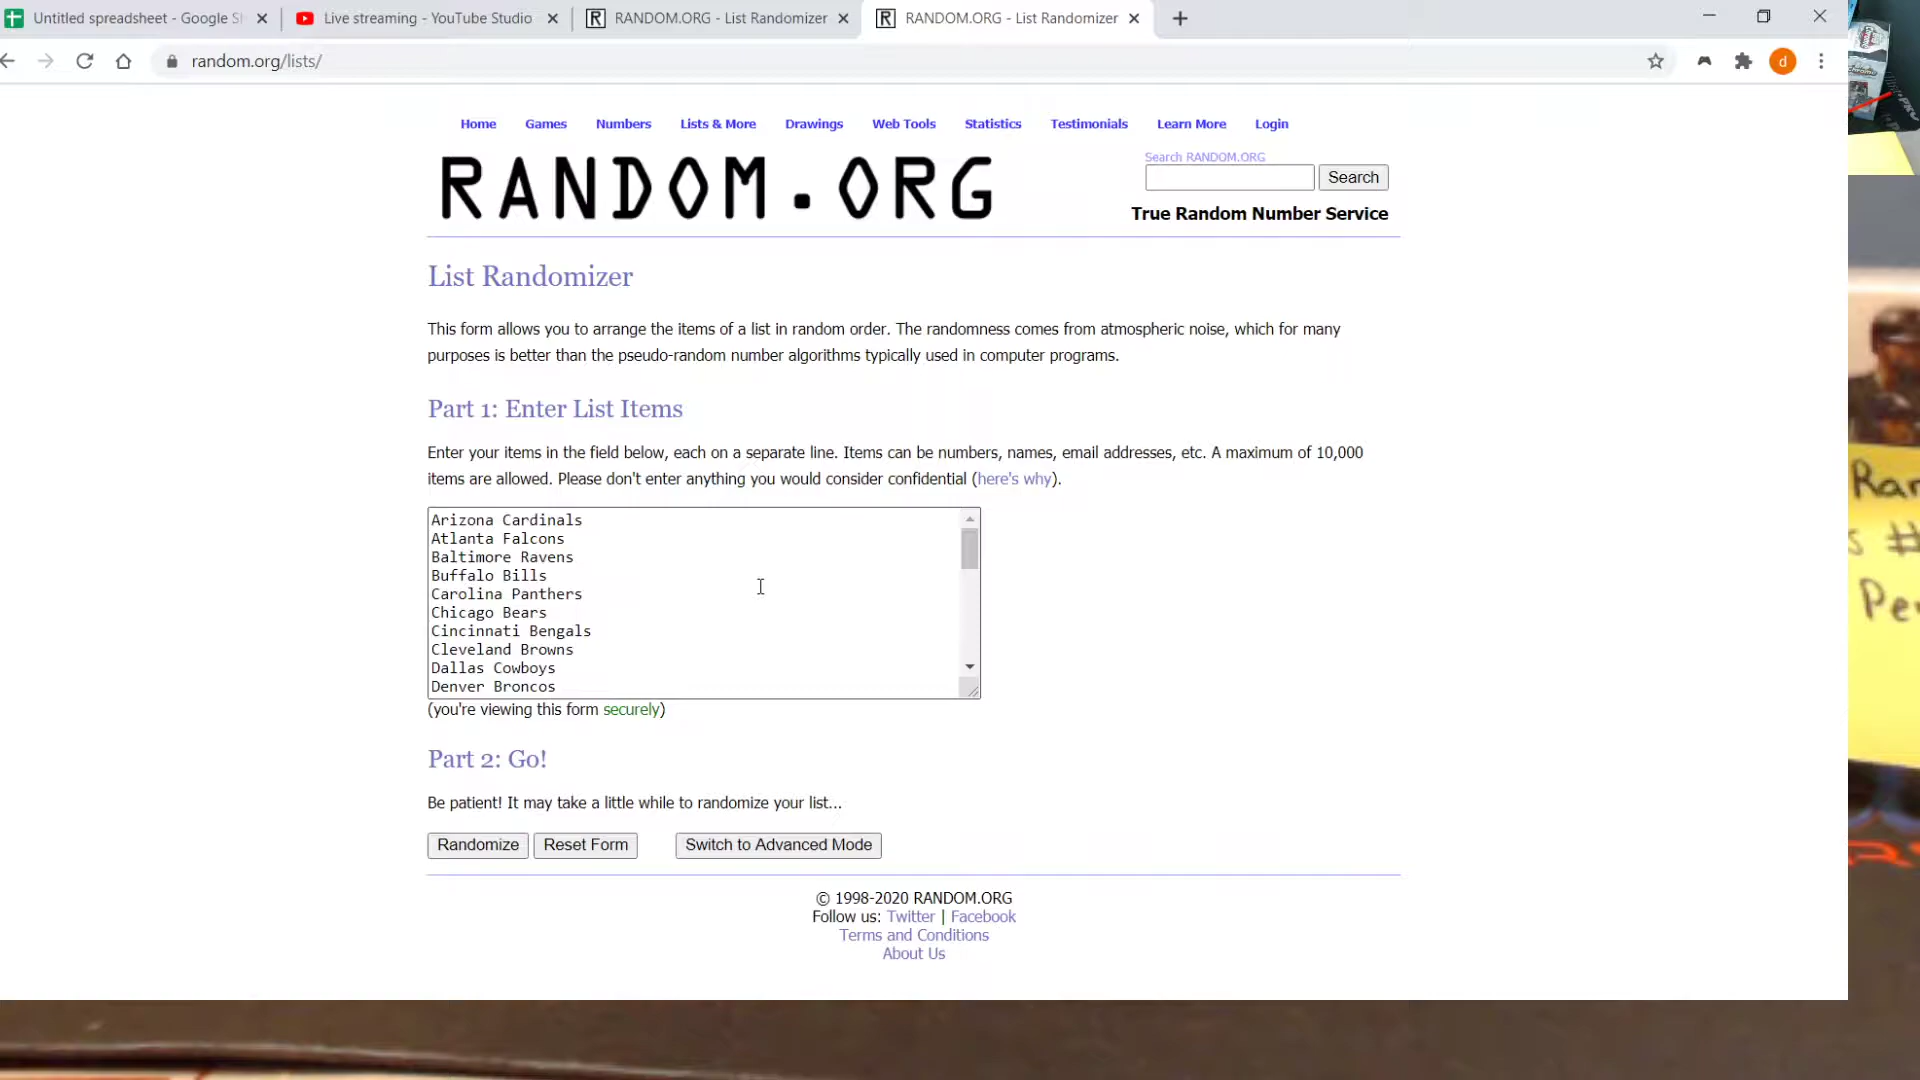 Untitled spreadsheet - Google S
Live streaming - YouTube Studio
RANDOM.ORG - List Randomizer
RANDOM.ORG - List Randomizer
random.org/lists/
d
Home Games Numbers Lists & More Drawings Web Tools Statistics Testimonials Learn More Login
RANDOM.ORG
Search RANDOM.ORG
Search
True Random Number Service
List Randomizer
This form allows you to arrange the items of a list in random order. The randomness comes from atmospheric noise, which for many
purposes is better than the pseudo-random number algorithms typically used in computer programs.
Part 1: Enter List Items
Enter your items in the field below, each on a separate line. Items can be numbers, names, email addresses, etc. A maximum of 10,000
items are allowed. Please don't enter anything you would consider confidential (here's why).
Arizona Cardinals
Atlanta Falcons
Baltimore Ravens
Buffalo Bills
Carolina Panthers
Chicago Bears
Cincinnati Bengals
Cleveland Browns
Dallas Cowboys
Denver Broncos
(you're viewing this form securely)
Part 2: Go!
Be patient! It may take a little while to randomize your list...
Randomize Reset Form Switch to Advanced Mode
© 1998-2020 RANDOM.ORG
Follow us: Twitter | Facebook
Terms and Conditions
About Us
Ran
s #
Per